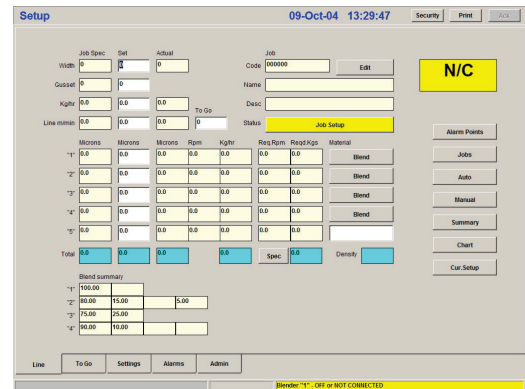 Setup 09-Oct-04 13:29:47 Security Print Ack
Job Spec Set Actual Job
Width 0 0 0 Code 000000 Edit N/C
Gusset 0 0 Name
Kg/hr 0.0 0.0 0.0 To Go Desc
Line m/min 0.0 0.0 0.0 0 Status Job Setup
Alarm Points
Microns Microns Microns Rpm Kg/hr Req.Rpm Reqd.Kgs Material
"1" 0.0 0.0 0.0 0.0 0.0 0.0 0.0 Blend Jobs
"2" 0.0 0.0 0.0 0.0 0.0 0.0 0.0 Blend Auto
"3" 0.0 0.0 0.0 0.0 0.0 0.0 0.0 Blend Manual
"4" 0.0 0.0 0.0 0.0 0.0 0.0 0.0 Blend Summary
"5" 0.0 0.0 0.0 0.0 0.0 0.0 0.0 Chart
Total 0.0 0.0 0.0 0.0 Spec 0.0 Density Cur.Setup
Blend summary
"1" 100.00
"2" 80.00 15.00 5.00
"3" 75.00 25.00
"4" 90.00 10.00
Line To Go Settings Alarms Admin
Blender "1" - OFF or NOT CONNECTED